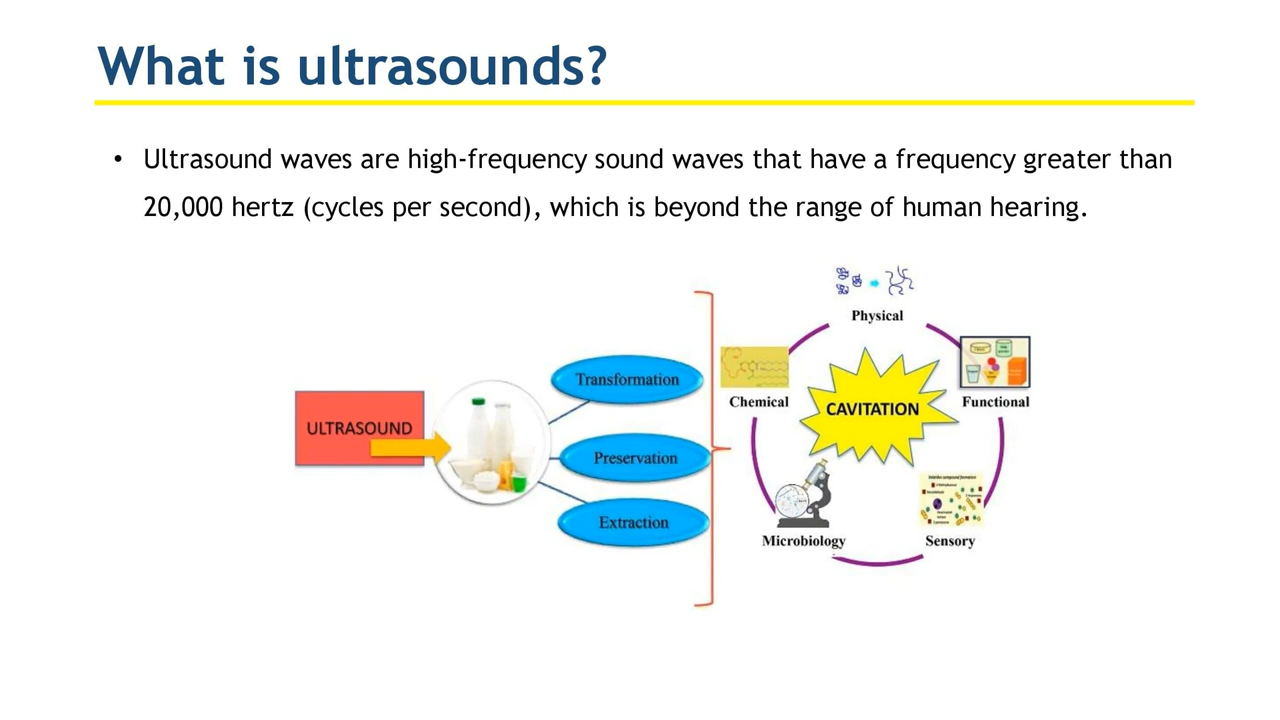 What is ultrasounds?
• Ultrasound waves are high-frequency sound waves that have a frequency greater than
20,000 hertz (cycles per second), which is beyond the range of human hearing.
ULTRASOUND
Transformation
Preservation
Extraction
Physical
Chemical
CAVITATION
Functional
Microbiology
Sensory